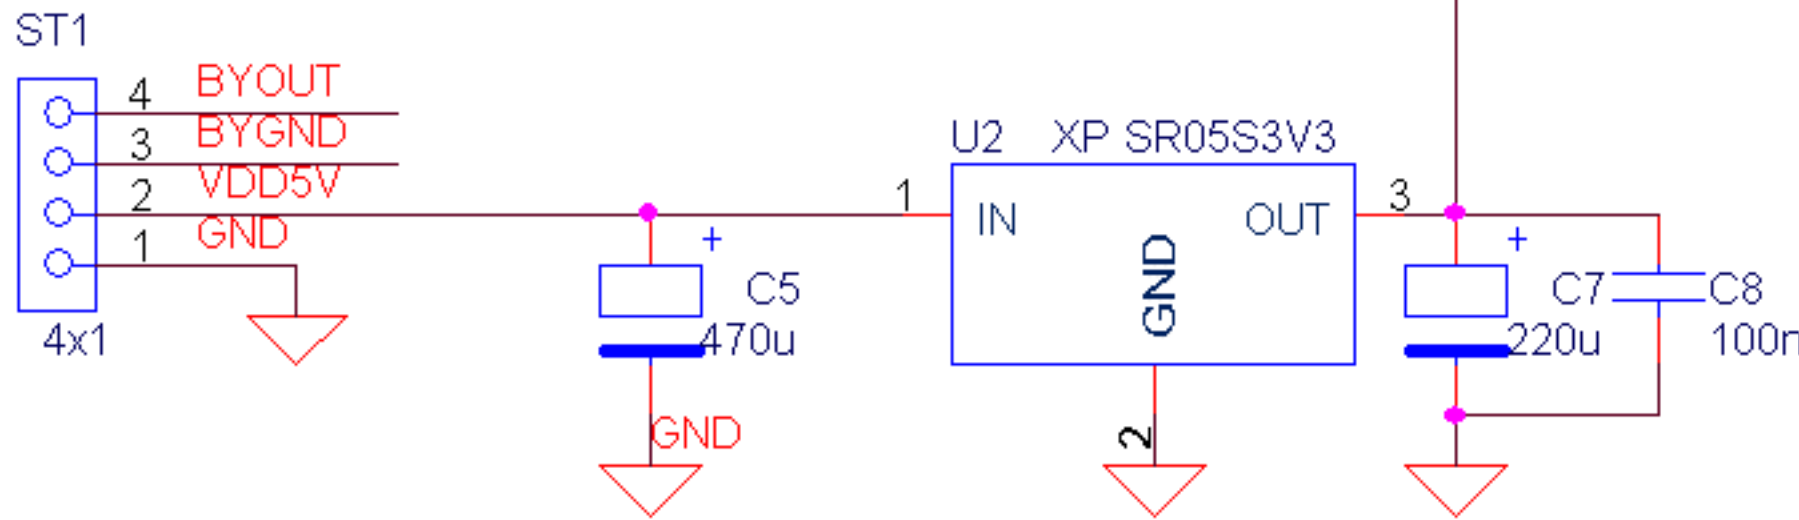 ST1
4 BYOUT
3 BYGND
2 VDD5V
1 GND
4x1
+
C5
470u
GND
U2 XP SR05S3V3
1 IN
OUT 3
GND
2
+
C7
220u
C8
100n